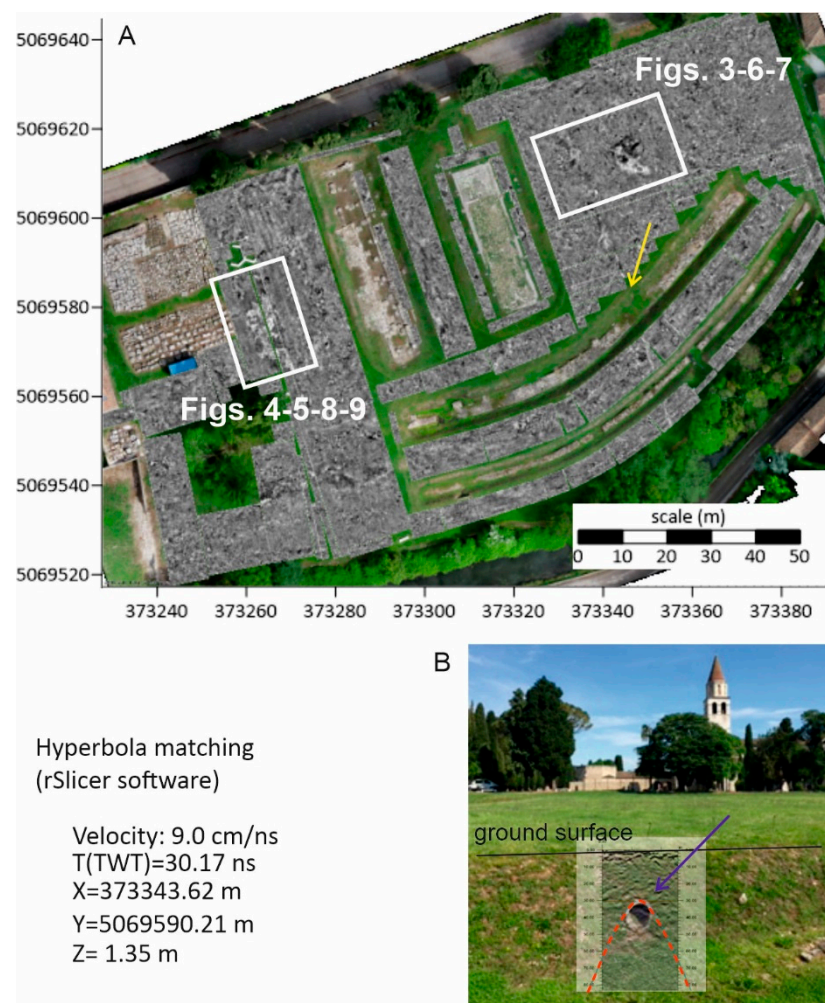 A
5069640
5069620
5069600
5069580
5069560
5069540
5069520
Figs. 3-6-7
Figs. 4-5-8-9
scale (m)
0 10 20 30 40 50
373240 373260 373280 373300 373320 373340 373360 373380
B
Hyperbola matching
(rSlicer software)
Velocity: 9.0 cm/ns
T(TWT)=30.17 ns
X=373343.62 m
Y=5069590.21 m
Z= 1.35 m
ground surface